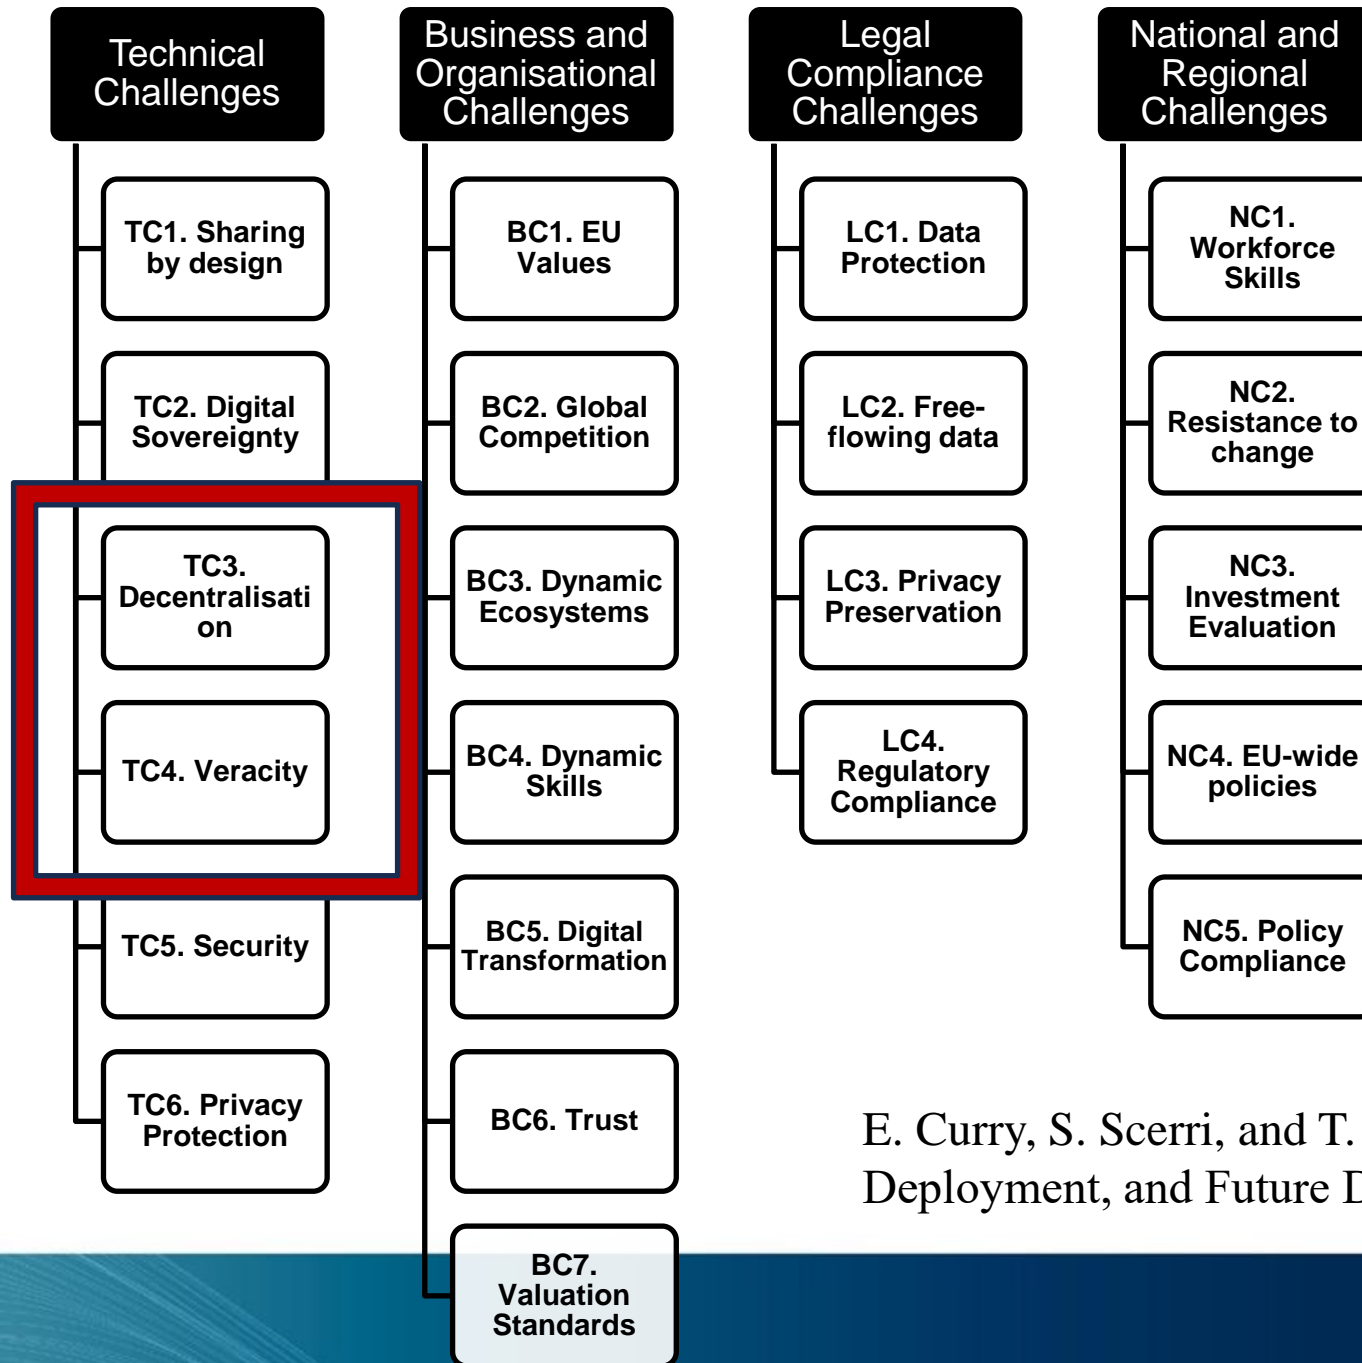 Technical
Challenges
TC1. Sharing
by design
TC2. Digital
Sovereignty
TC3.
Decentralisati
on
TC4. Veracity
TC5. Security
TC6. Privacy
Protection
Business and
Organisational
Challenges
BC1. EU
Values
BC2. Global
Competition
BC3. Dynamic
Ecosystems
BC4. Dynamic
Skills
BC5. Digital
Transformation
BC6. Trust
BC7.
Valuation
Standards
Legal
Compliance
Challenges
LC1. Data
Protection
LC2. Free-
flowing data
LC3. Privacy
Preservation
LC4.
Regulatory
Compliance
National and
Regional
Challenges
NC1.
Workforce
Skills
NC2.
Resistance to
change
NC3.
Investment
Evaluation
NC4. EU-wide
policies
NC5. Policy
Compliance
E. Curry, S. Scerri, and T.
Deployment, and Future